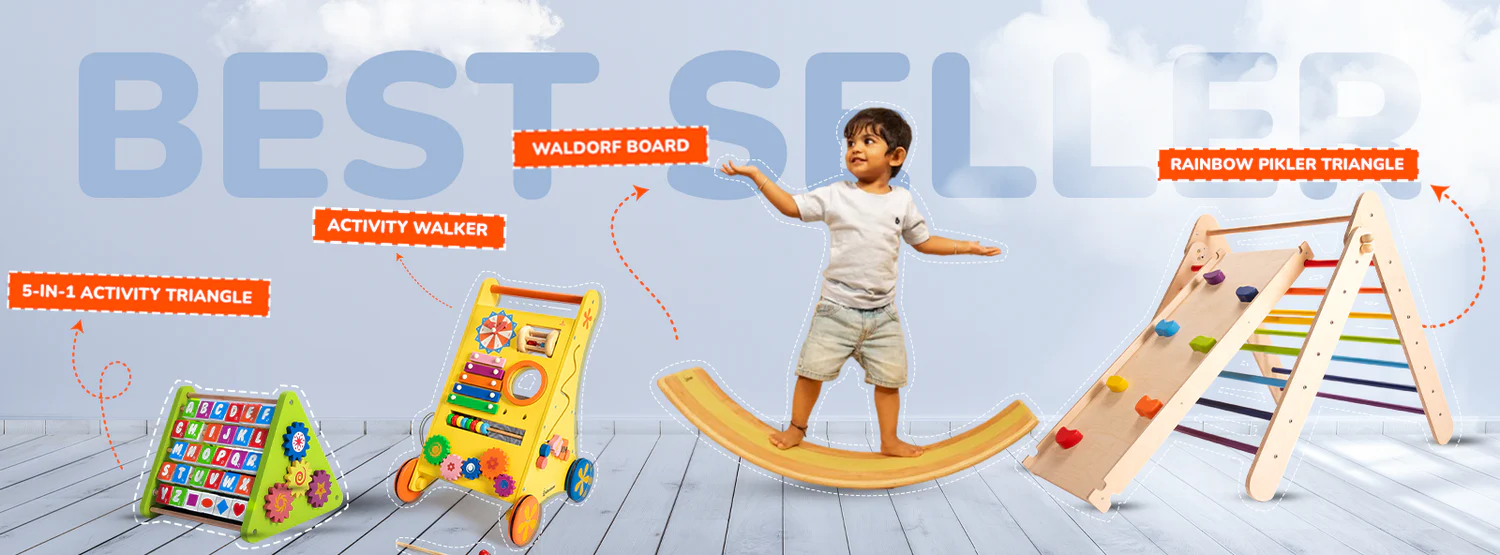 BEST SELLER
WALDORF BOARD
RAINBOW PIKLER TRIANGLE
ACTIVITY WALKER
5-IN-1 ACTIVITY TRIANGLE
A B C D E F
G H I J K L
M N O P Q R
S T U V W X
Y Z